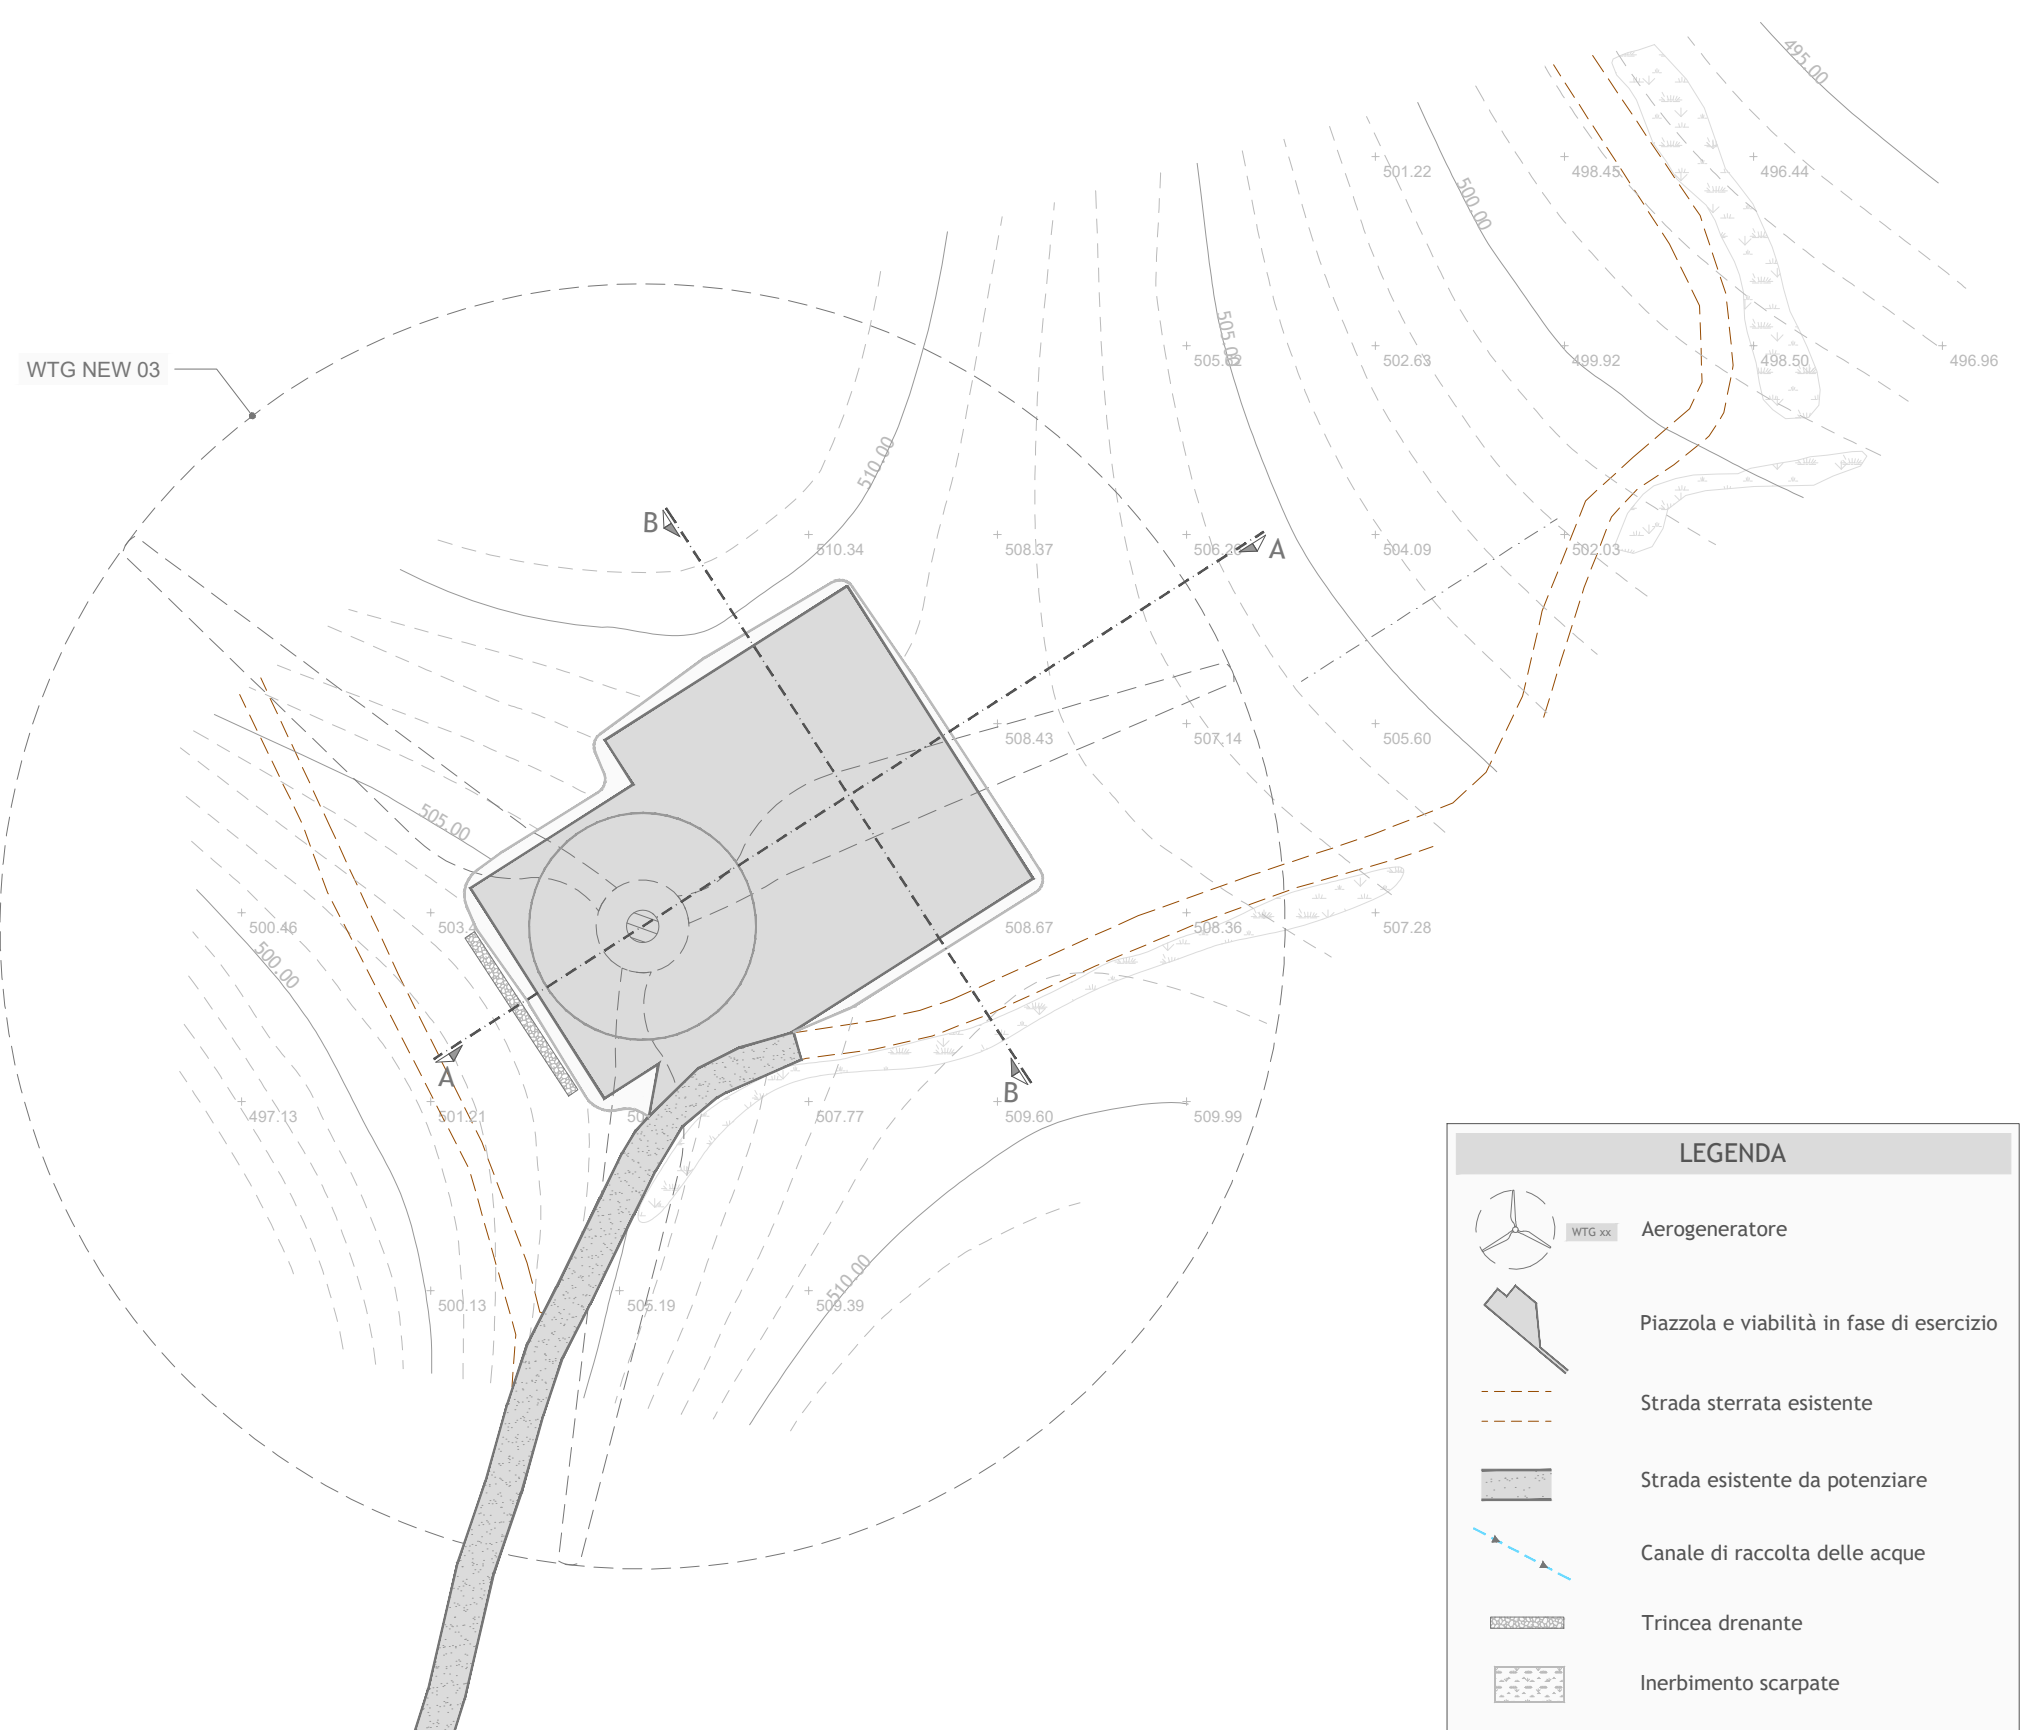 495.00
501.22
498.45
496.44
500.00
505.00
505.62
502.63
499.92
498.50
496.96
WTG NEW 03
510.00
B
510.34
508.37
A
504.09
502.03
508.43
507.14
505.60
505.00
500.46
508.67
508.36
507.28
500.00
A
B
497.13
501.21
507.77
509.60
509.99
500.13
505.19
509.39
510.00
LEGENDA
WTG xx
Aerogeneratore
Piazzola e viabilità in fase di esercizio
Strada sterrata esistente
Strada esistente da potenziare
Canale di raccolta delle acque
Trincea drenante
Inerbimento scarpate